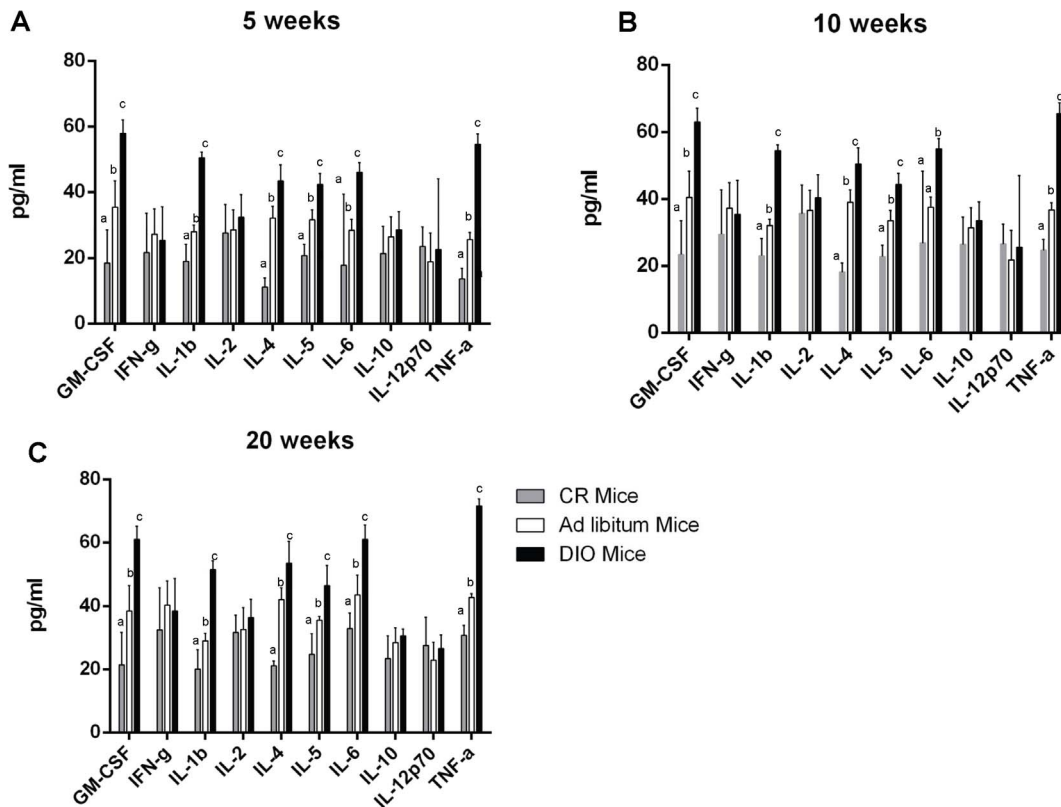 A
5 weeks
80
60
40
20
0
pg/ml
a b c
a b c
a b c
a b c
a b c
a b c
GM-CSF
IFN-g
IL-1b
IL-2
IL-4
IL-5
IL-6
IL-10
IL-12p70
TNF-a
B
10 weeks
80
60
40
20
0
pg/ml
a b c
a b c
a b c
a b c
a a b
a b c
GM-CSF
IFN-g
IL-1b
IL-2
IL-4
IL-5
IL-6
IL-10
IL-12p70
TNF-a
C
20 weeks
80
60
40
20
0
pg/ml
a b c
a b c
a b c
a b c
a b c
a b c
GM-CSF
IFN-g
IL-1b
IL-2
IL-4
IL-5
IL-6
IL-10
IL-12p70
TNF-a
CR Mice
Ad libitum Mice
DIO Mice